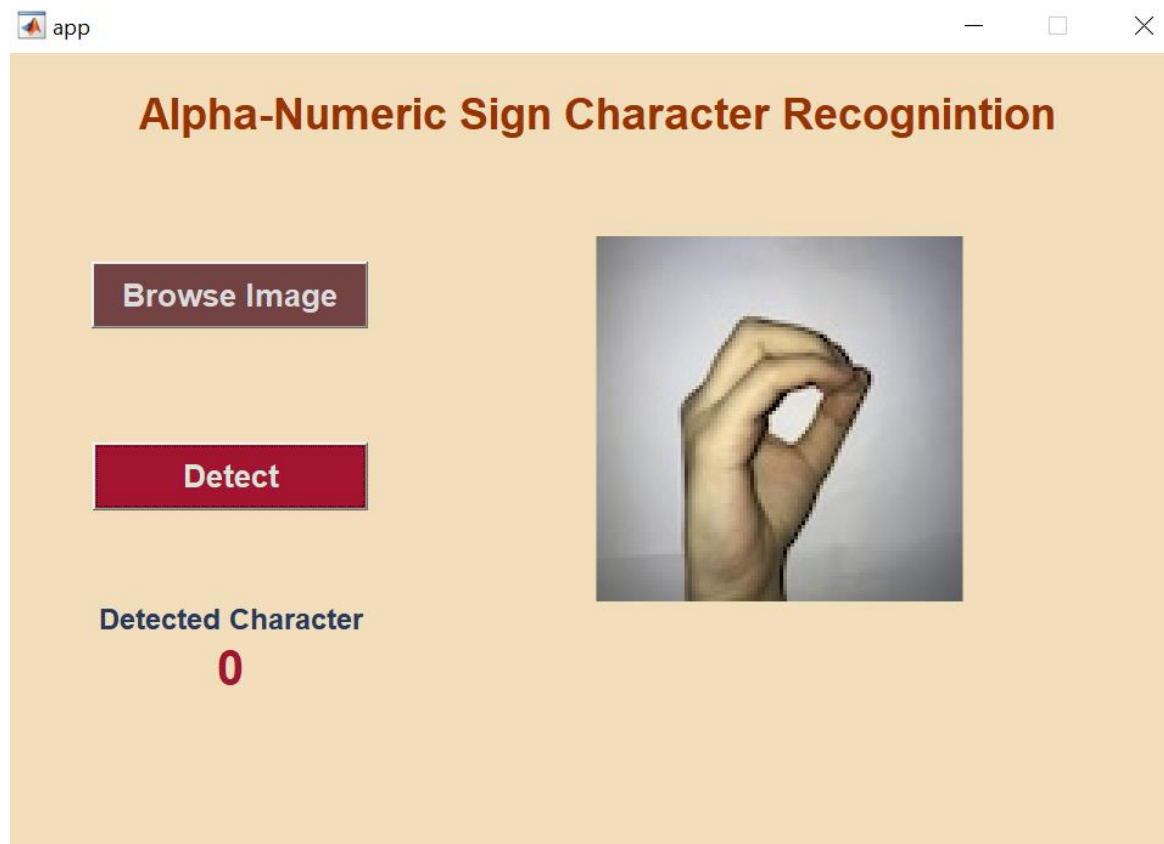 app
Alpha-Numeric Sign Character Recognintion
Browse Image
Detect
Detected Character
0